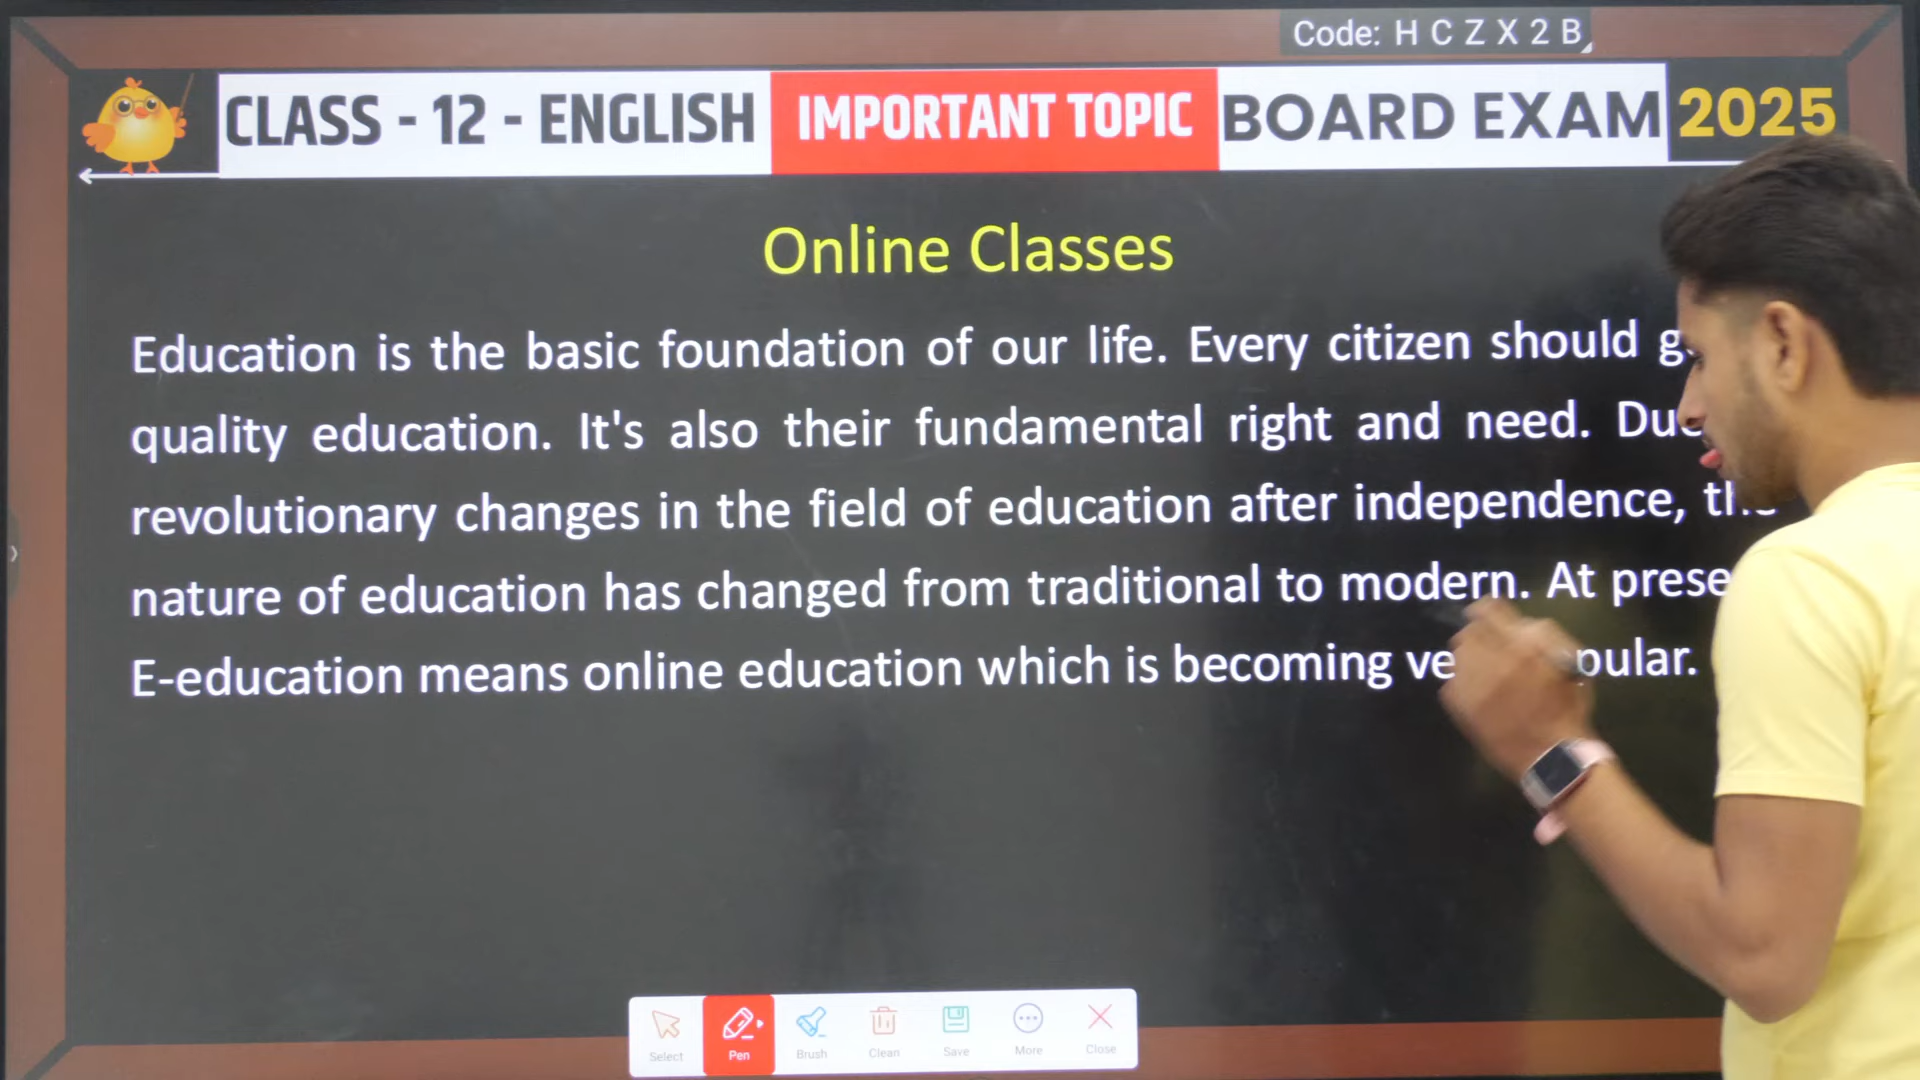 Code: H C Z X 2 B
CLASS - 12 - ENGLISH IMPORTANT TOPIC BOARD EXAM 2025
Online Classes
Education is the basic foundation of our life. Every citizen should
quality education. It's also their fundamental right and need.
revolutionary changes in the field of education after independence,
nature of education has changed from traditional to modern. At
E-education means online education which is becoming
Select Pen Brush Clean Save More Close